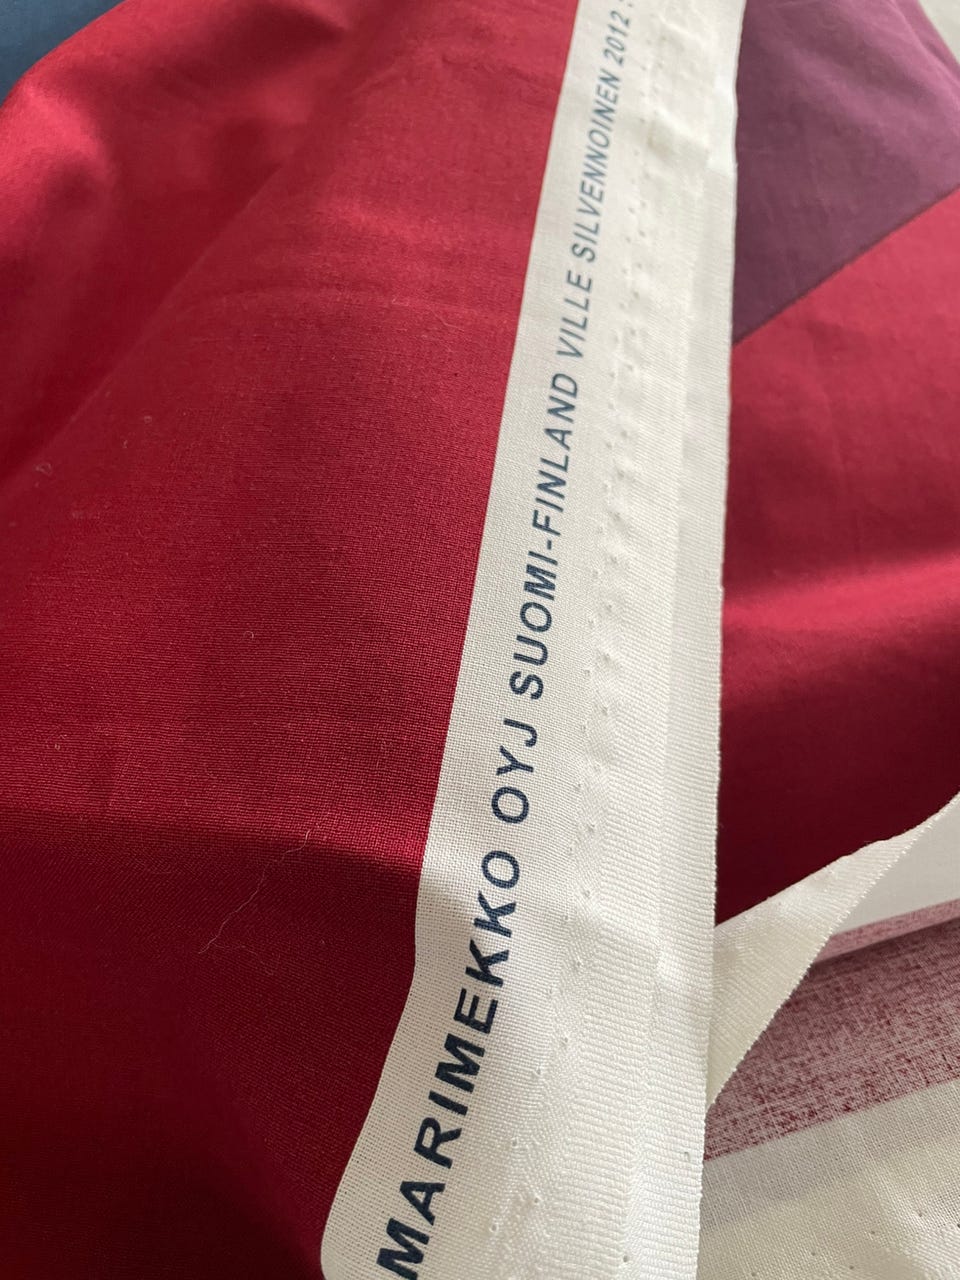 MARIMEKKO OYJ SUOMI-FINLAND VILLE SILVENNOINEN 2012